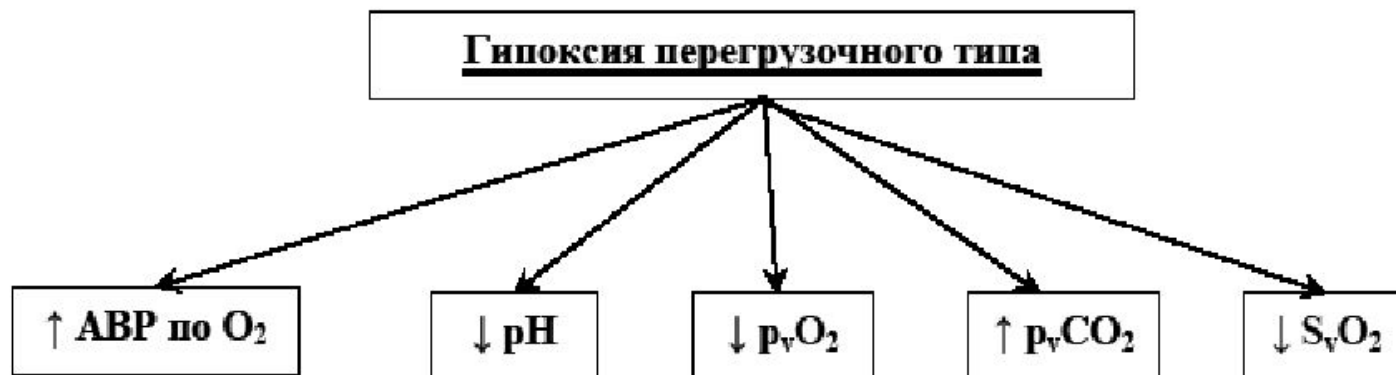 Гипоксия перегрузочного типа
↑ АВР по O₂
↓ pH
↓ pᵥO₂
↑ pᵥCO₂
↓ SᵥO₂